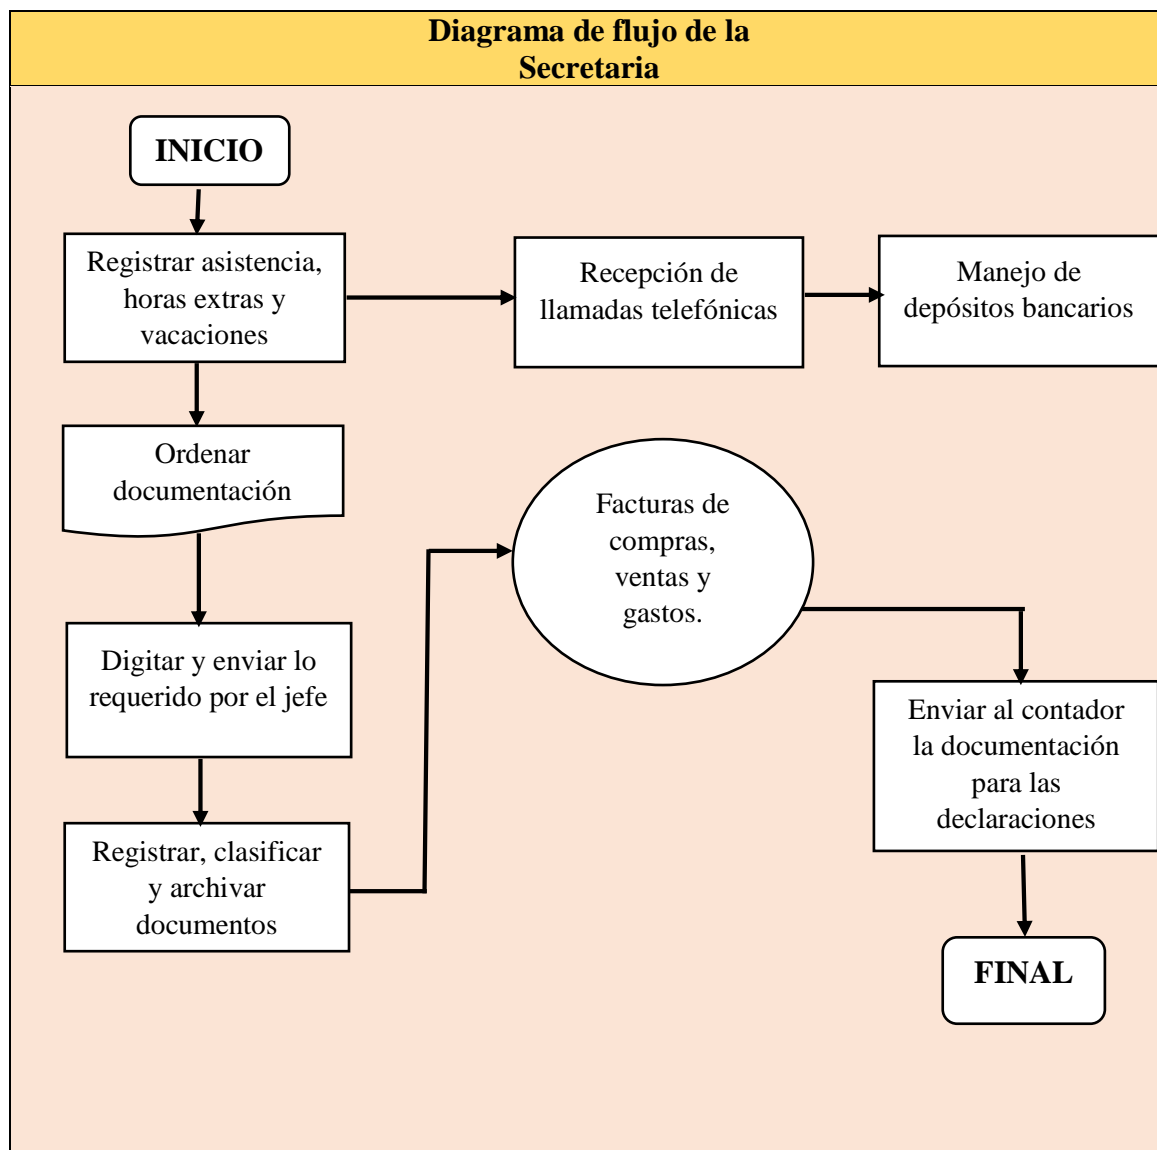 Diagrama de flujo de la
Secretaria
INICIO
Registrar asistencia,
horas extras y
vacaciones
Recepción de
llamadas telefónicas
Manejo de
depósitos bancarios
Ordenar
documentación
Facturas de
compras,
ventas y
gastos.
Digitar y enviar lo
requerido por el jefe
Enviar al contador
la documentación
para las
declaraciones
Registrar, clasificar
y archivar
documentos
FINAL